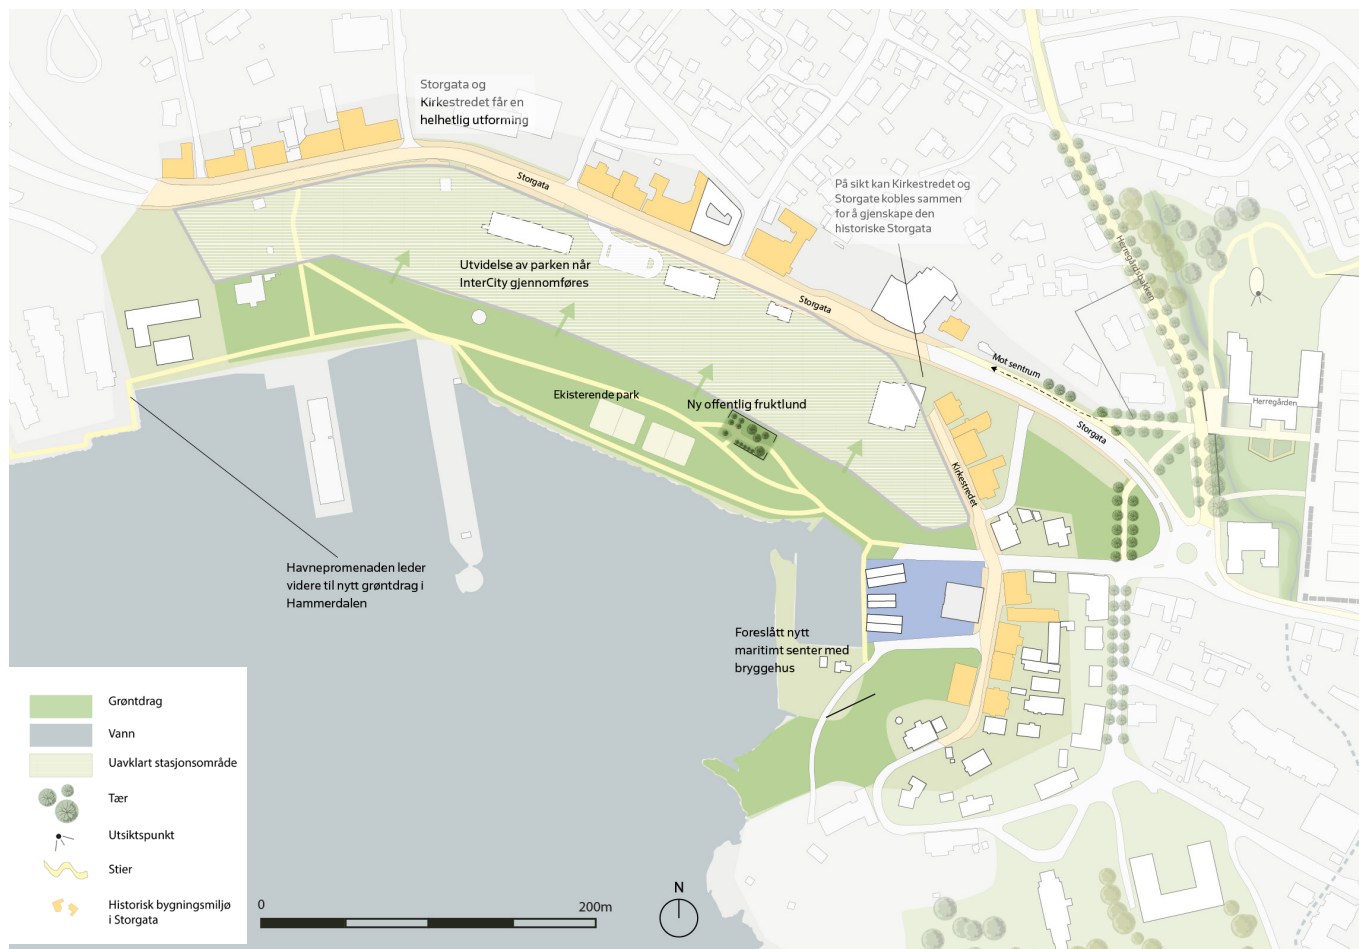 Storgata og
Kirkestredet får en
helhetlig utforming
Storgata
På sikt kan Kirkestredet og
Storgate kobles sammen
for å gjenskape den
historiske Storgata
Herregårdsbakken
Utvidelse av parken når
InterCity gjennomføres
Storgata
Mot sentrum
Ekisterende park
Ny offentlig fruktlund
Herregården
Storgata
Kirkestredet
Havnepromenaden leder
videre til nytt grøntdrag i
Hammerdalen
Foreslått nytt
maritimt senter med
bryggehus
Grøntdrag
Vann
Uavklart stasjonsområde
Tær
Utsiktspunkt
Stier
Historisk bygningsmiljø
i Storgata
0
200m
N